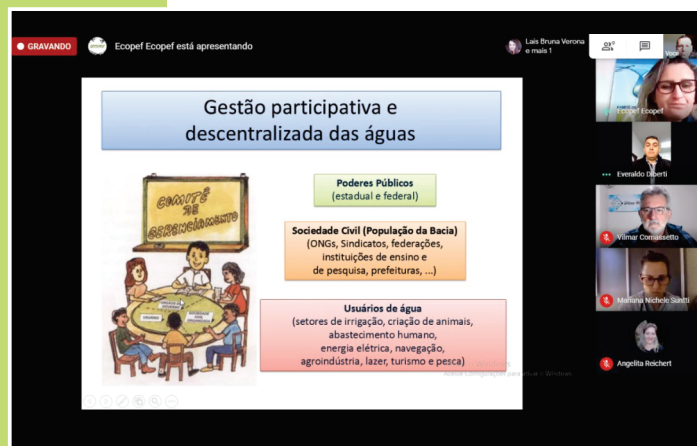 GRAVANDO
Ecopef Ecopef está apresentando
Lais Bruna Verona
e mais 1
Gestão participativa e
descentralizada das águas
COMITÊ
DE
GERENCIAMENTO
Poderes Públicos
(estadual e federal)
Sociedade Civil (População da Bacia)
(ONGs, Sindicatos, federações,
instituições de ensino e
de pesquisa, prefeituras, ...)
Usuários de água
(setores de irrigação, criação de animais,
abastecimento humano,
energia elétrica, navegação,
agroindústria, lazer, turismo e pesca)
Ecopef Ecopef
Everaldo Diberti
Vilmar Comassetto
Mariana Nichele Suntti
Angelita Reichert